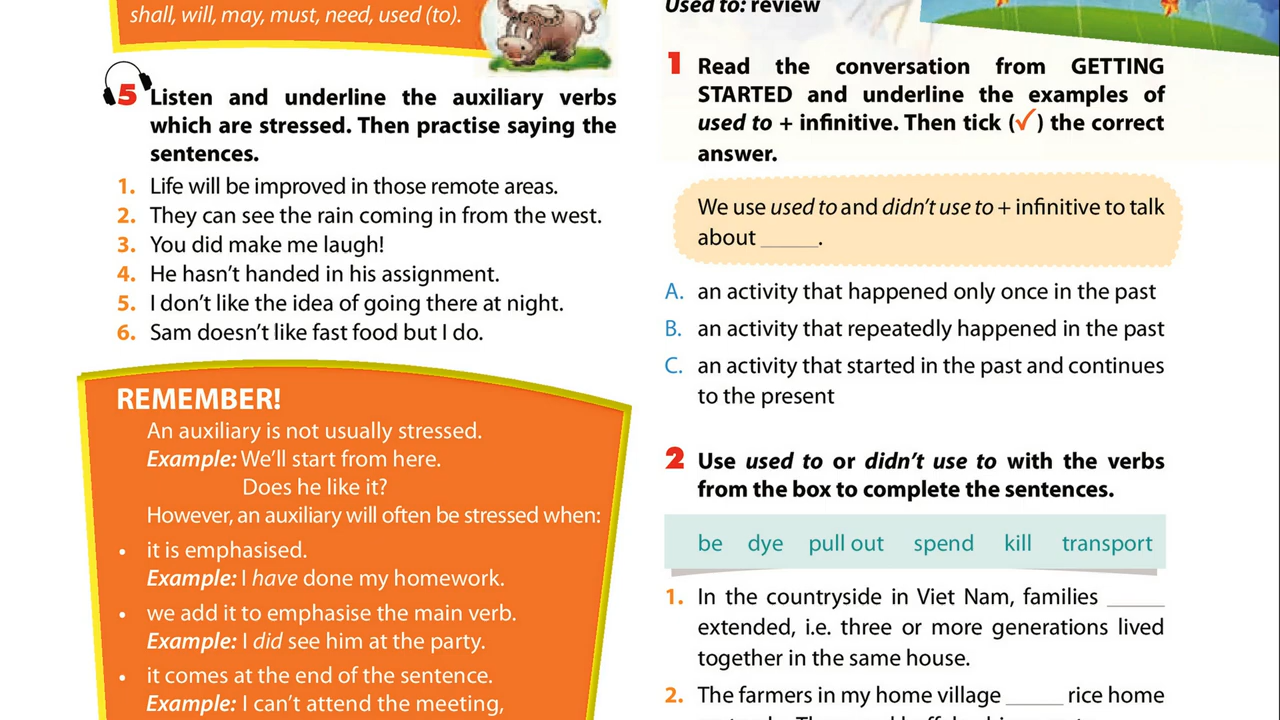 shall, will, may, must, need, used (to).
5 Listen and underline the auxiliary verbs
which are stressed. Then practise saying the
sentences.
1. Life will be improved in those remote areas.
2. They can see the rain coming in from the west.
3. You did make me laugh!
4. He hasn't handed in his assignment.
5. I don't like the idea of going there at night.
6. Sam doesn't like fast food but I do.
REMEMBER!
An auxiliary is not usually stressed.
Example: We'll start from here.
Does he like it?
However, an auxiliary will often be stressed when:
• it is emphasised.
Example: I have done my homework.
• we add it to emphasise the main verb.
Example: I did see him at the party.
• it comes at the end of the sentence.
Example: I can't attend the meeting,
Used to: review
1 Read the conversation from GETTING
STARTED and underline the examples of
used to + infinitive. Then tick (✓) the correct
answer.
We use used to and didn't use to + infinitive to talk
about _____.
A. an activity that happened only once in the past
B. an activity that repeatedly happened in the past
C. an activity that started in the past and continues
to the present
2 Use used to or didn't use to with the verbs
from the box to complete the sentences.
be dye pull out spend kill transport
1. In the countryside in Viet Nam, families _____
extended, i.e. three or more generations lived
together in the same house.
2. The farmers in my home village _____ rice home